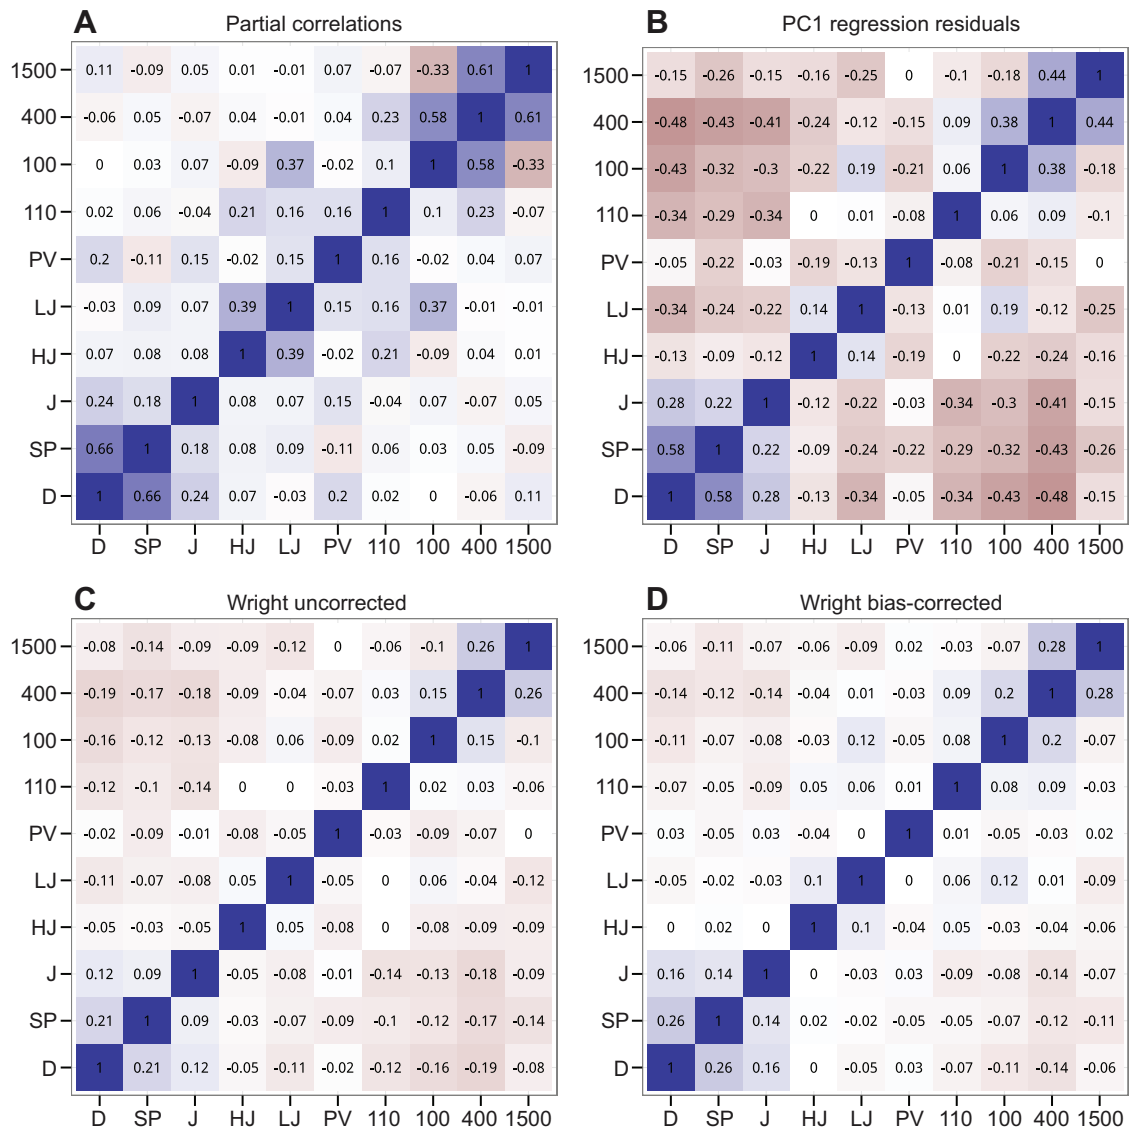 A Partial correlations
1500 0.11 -0.09 0.05 0.01 -0.01 0.07 -0.07 -0.33 0.61 1
400 -0.06 0.05 -0.07 0.04 -0.01 0.04 0.23 0.58 1 0.61
100 0 0.03 0.07 -0.09 0.37 -0.02 0.1 1 0.58 -0.33
110 0.02 0.06 -0.04 0.21 0.16 0.16 1 0.1 0.23 -0.07
PV 0.2 -0.11 0.15 -0.02 0.15 1 0.16 -0.02 0.04 0.07
LJ -0.03 0.09 0.07 0.39 1 0.15 0.16 0.37 -0.01 -0.01
HJ 0.07 0.08 0.08 1 0.39 -0.02 0.21 -0.09 0.04 0.01
J 0.24 0.18 1 0.08 0.07 0.15 -0.04 0.07 -0.07 0.05
SP 0.66 1 0.18 0.08 0.09 -0.11 0.06 0.03 0.05 -0.09
D 1 0.66 0.24 0.07 -0.03 0.2 0.02 0 -0.06 0.11
D SP J HJ LJ PV 110 100 400 1500
B PC1 regression residuals
1500 -0.15 -0.26 -0.15 -0.16 -0.25 0 -0.1 -0.18 0.44 1
400 -0.48 -0.43 -0.41 -0.24 -0.12 -0.15 0.09 0.38 1 0.44
100 -0.43 -0.32 -0.3 -0.22 0.19 -0.21 0.06 1 0.38 -0.18
110 -0.34 -0.29 -0.34 0 0.01 -0.08 1 0.06 0.09 -0.1
PV -0.05 -0.22 -0.03 -0.19 -0.13 1 -0.08 -0.21 -0.15 0
LJ -0.34 -0.24 -0.22 0.14 1 -0.13 0.01 0.19 -0.12 -0.25
HJ -0.13 -0.09 -0.12 1 0.14 -0.19 0 -0.22 -0.24 -0.16
J 0.28 0.22 1 -0.12 -0.22 -0.03 -0.34 -0.3 -0.41 -0.15
SP 0.58 1 0.22 -0.09 -0.24 -0.22 -0.29 -0.32 -0.43 -0.26
D 1 0.58 0.28 -0.13 -0.34 -0.05 -0.34 -0.43 -0.48 -0.15
D SP J HJ LJ PV 110 100 400 1500
C Wright uncorrected
1500 -0.08 -0.14 -0.09 -0.09 -0.12 0 -0.06 -0.1 0.26 1
400 -0.19 -0.17 -0.18 -0.09 -0.04 -0.07 0.03 0.15 1 0.26
100 -0.16 -0.12 -0.13 -0.08 0.06 -0.09 0.02 1 0.15 -0.1
110 -0.12 -0.1 -0.14 0 0 -0.03 1 0.02 0.03 -0.06
PV -0.02 -0.09 -0.01 -0.08 -0.05 1 -0.03 -0.09 -0.07 0
LJ -0.11 -0.07 -0.08 0.05 1 -0.05 0 0.06 -0.04 -0.12
HJ -0.05 -0.03 -0.05 1 0.05 -0.08 0 -0.08 -0.09 -0.09
J 0.12 0.09 1 -0.05 -0.08 -0.01 -0.14 -0.13 -0.18 -0.09
SP 0.21 1 0.09 -0.03 -0.07 -0.09 -0.1 -0.12 -0.17 -0.14
D 1 0.21 0.12 -0.05 -0.11 -0.02 -0.12 -0.16 -0.19 -0.08
D SP J HJ LJ PV 110 100 400 1500
D Wright bias-corrected
1500 -0.06 -0.11 -0.07 -0.06 -0.09 0.02 -0.03 -0.07 0.28 1
400 -0.14 -0.12 -0.14 -0.04 0.01 -0.03 0.09 0.2 1 0.28
100 -0.11 -0.07 -0.08 -0.03 0.12 -0.05 0.08 1 0.2 -0.07
110 -0.07 -0.05 -0.09 0.05 0.06 0.01 1 0.08 0.09 -0.03
PV 0.03 -0.05 0.03 -0.04 0 1 0.01 -0.05 -0.03 0.02
LJ -0.05 -0.02 -0.03 0.1 1 0 0.06 0.12 0.01 -0.09
HJ 0 0.02 0 1 0.1 -0.04 0.05 -0.03 -0.04 -0.06
J 0.16 0.14 1 0 -0.03 0.03 -0.09 -0.08 -0.14 -0.07
SP 0.26 1 0.14 0.02 -0.02 -0.05 -0.05 -0.07 -0.12 -0.11
D 1 0.26 0.16 0 -0.05 0.03 -0.07 -0.11 -0.14 -0.06
D SP J HJ LJ PV 110 100 400 1500